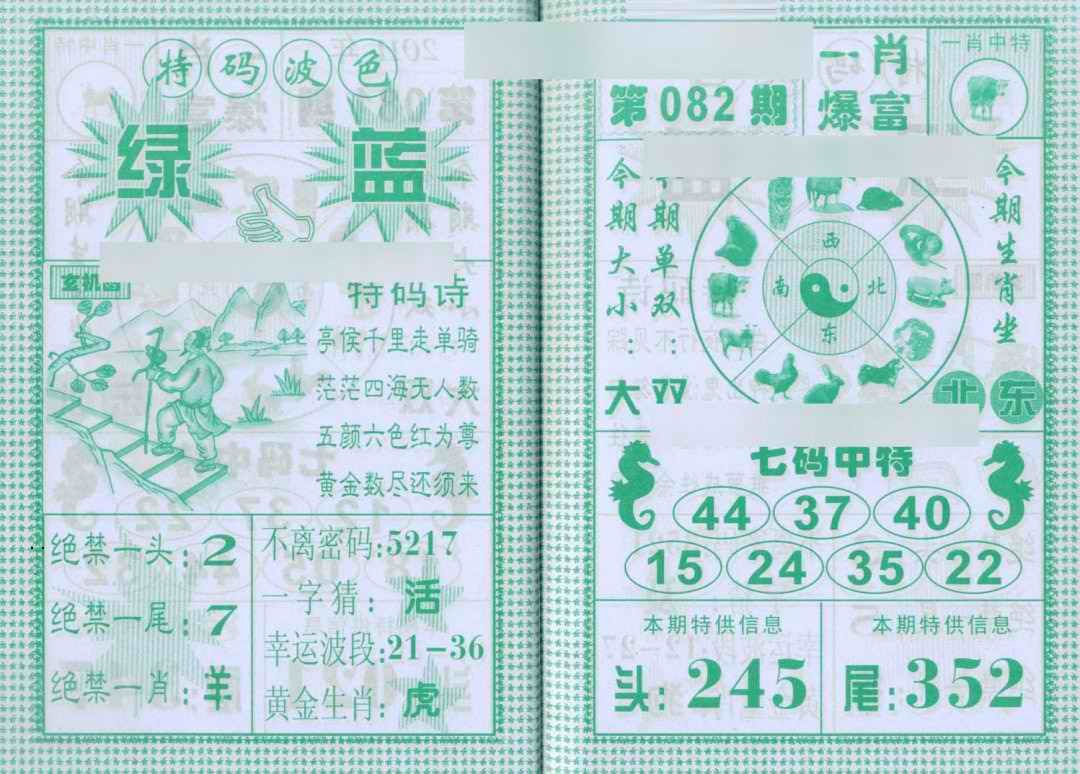 特码波色
绿 蓝
特码诗
亭侯千里走单骑
茫茫四海无人数
五颜六色红为尊
黄金数尽还须来
绝禁一头:2
绝禁一尾:7
绝禁一肖:羊
不离密码:5217
一字猜:活
幸运波段:21-36
黄金生肖:虎
第082期
一肖
爆富
一肖中特
今期大小:大
期单双:双
西
南 北
东
今期生肖坐
北 东
七码中特
44 37 40
15 24 35 22
本期特供信息
头:245
本期特供信息
尾:352